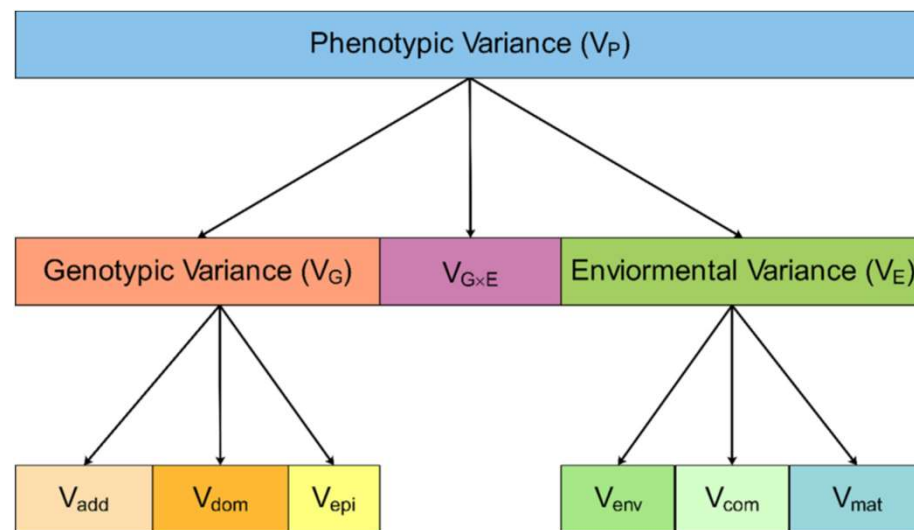 Phenotypic Variance (VP)
Genotypic Variance (VG)
VG×E
Enviormental Variance (VE)
Vadd
Vdom
Vepi
Venv
Vcom
Vmat